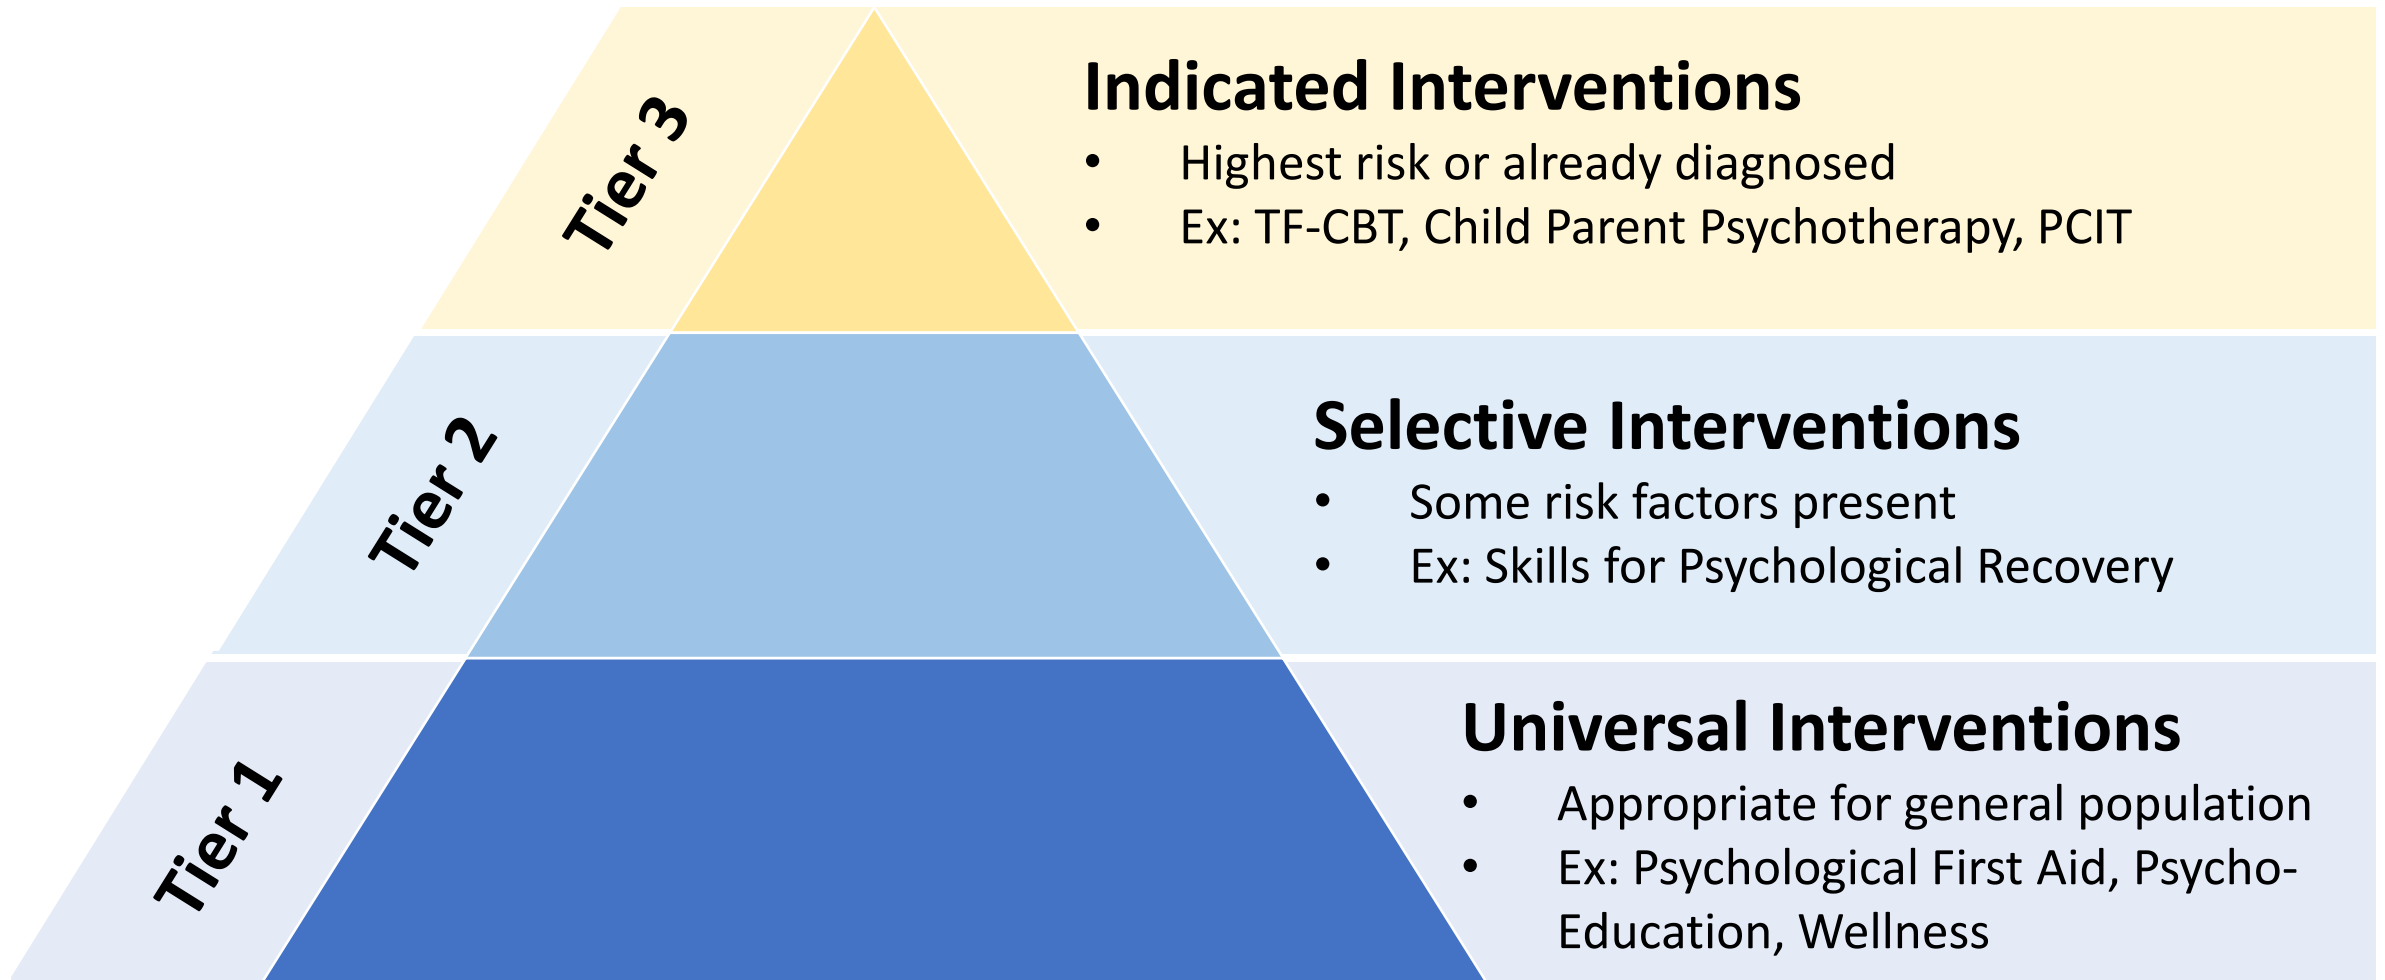 Tier 3
Indicated Interventions
• Highest risk or already diagnosed
• Ex: TF-CBT, Child Parent Psychotherapy, PCIT
Tier 2
Selective Interventions
• Some risk factors present
• Ex: Skills for Psychological Recovery
Tier 1
Universal Interventions
• Appropriate for general population
• Ex: Psychological First Aid, Psycho-
Education, Wellness